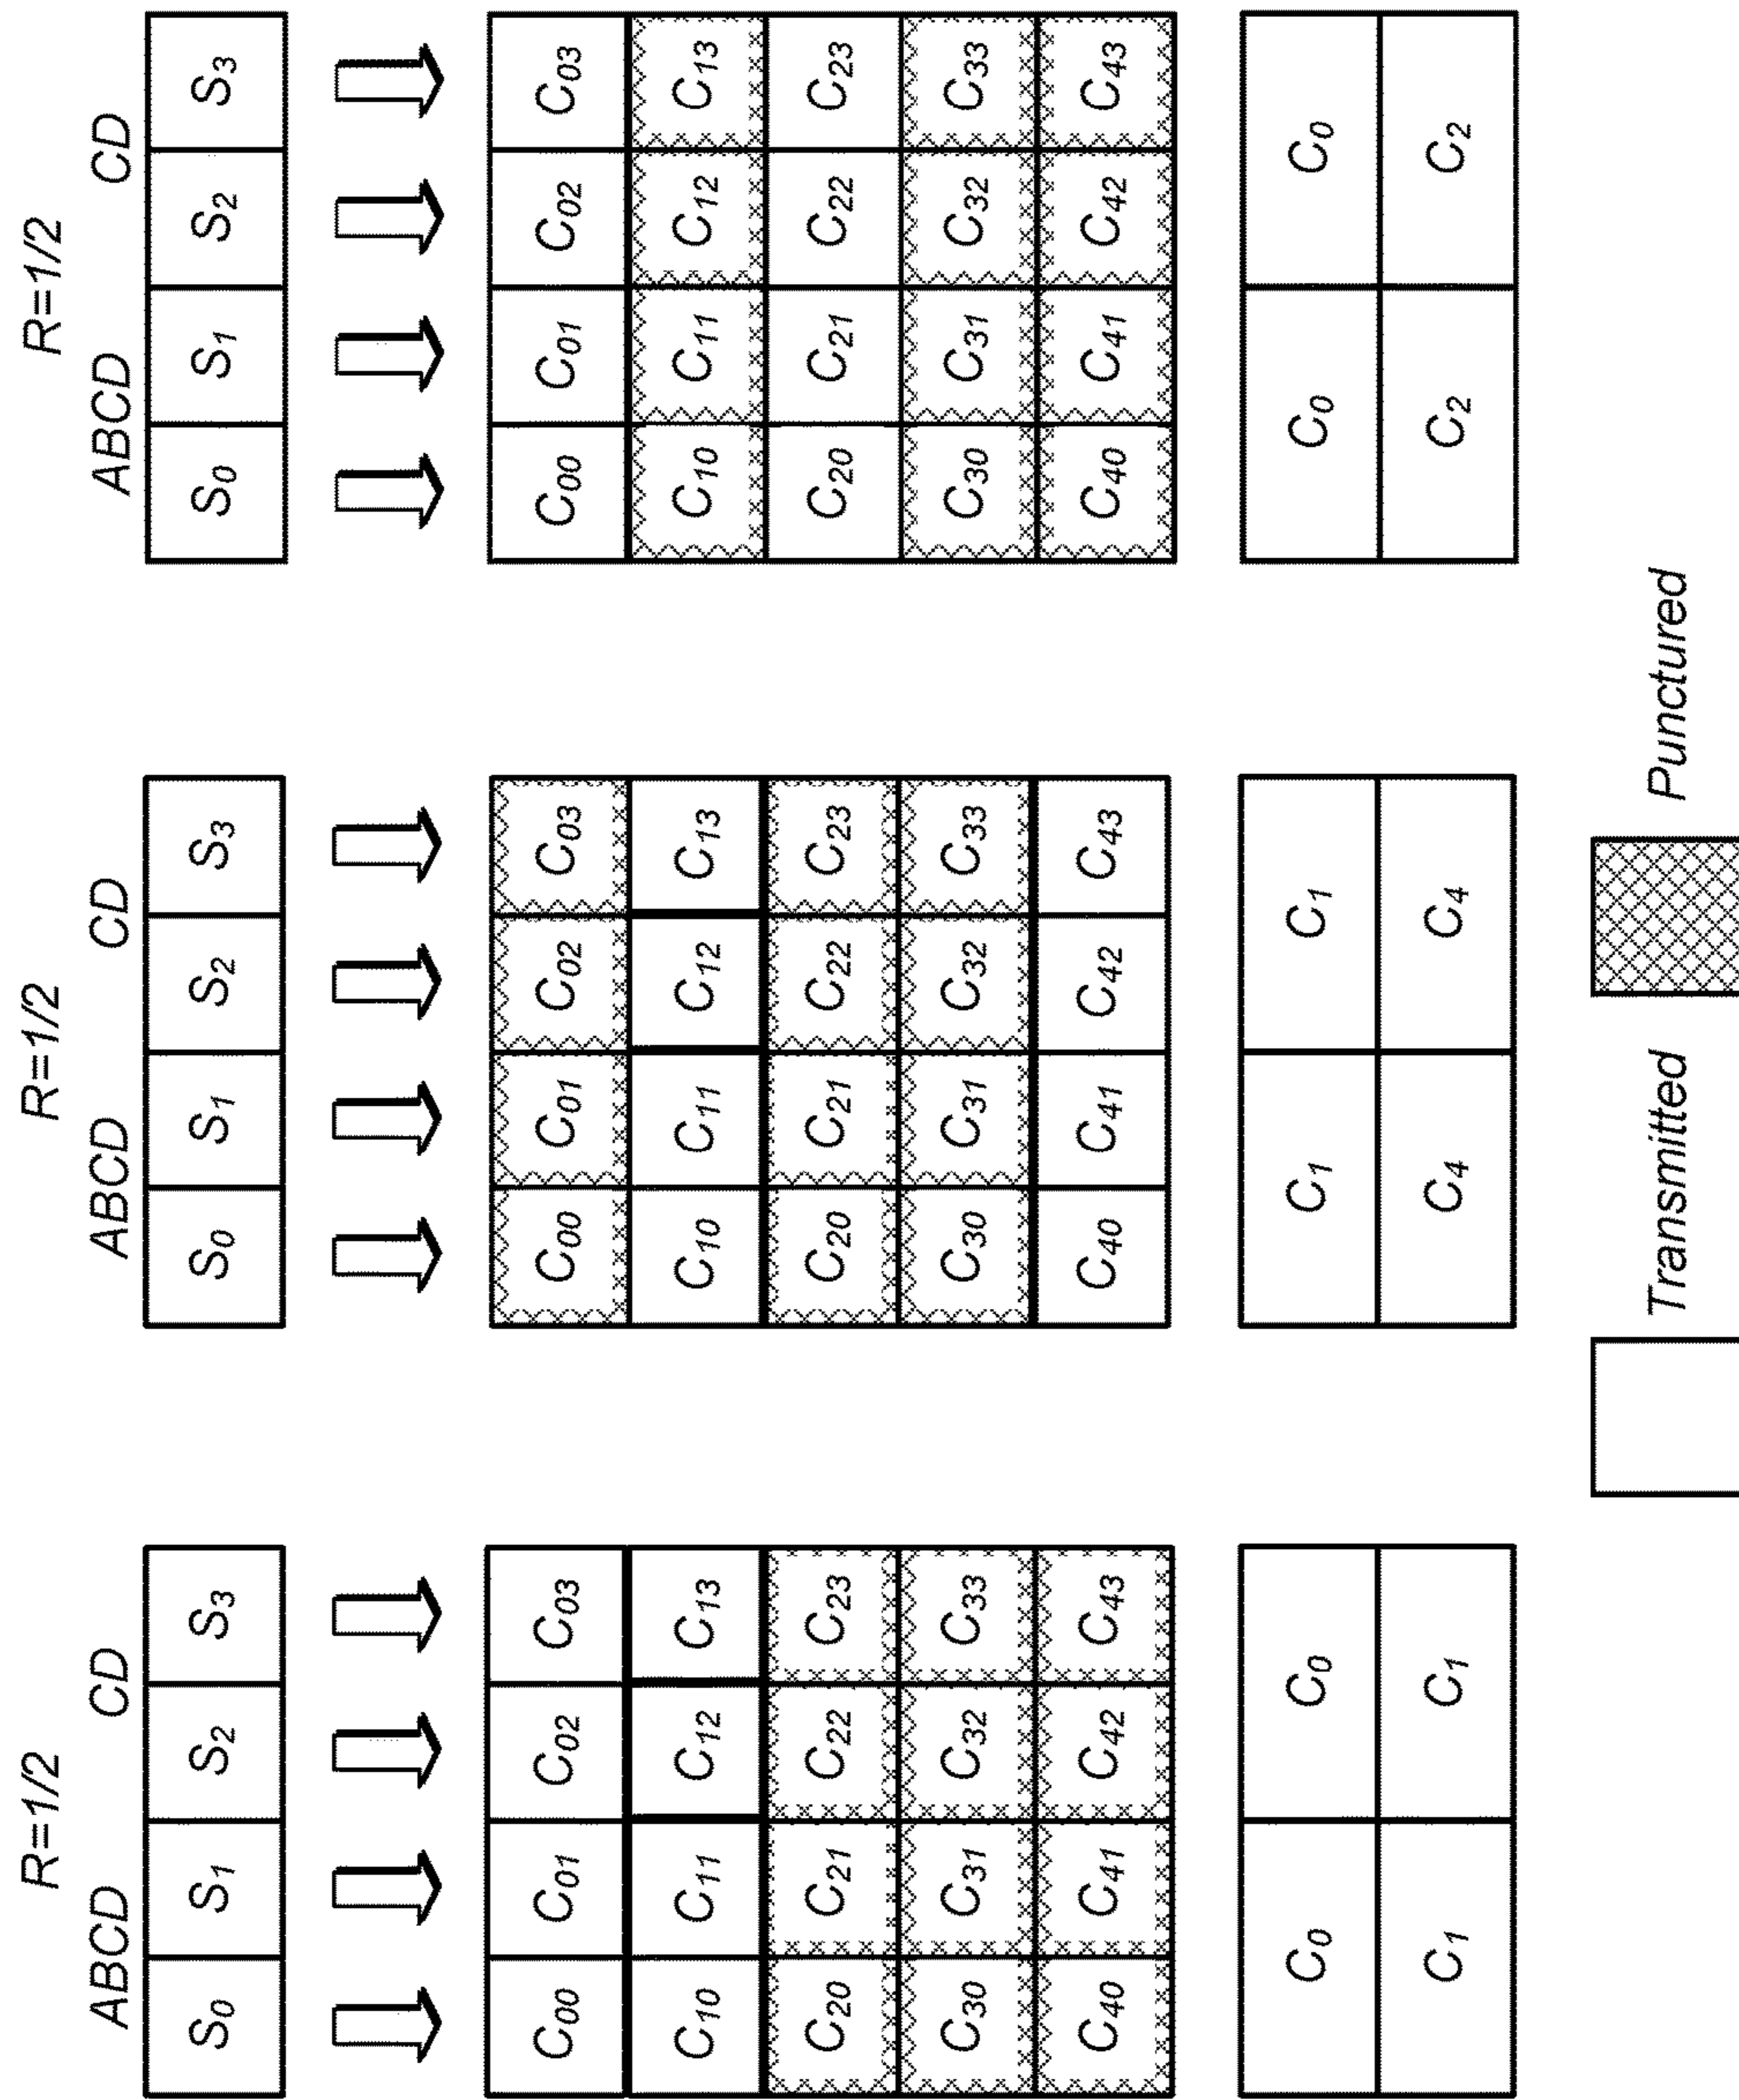 R=1/2
ABCD CD
S0 S1 S2 S3
C00 C01 C02 C03
C10 C11 C12 C13
C20 C21 C22 C23
C30 C31 C32 C33
C40 C41 C42 C43
C0 C0
C1 C1
R=1/2
ABCD CD
S0 S1 S2 S3
C00 C01 C02 C03
C10 C11 C12 C13
C20 C21 C22 C23
C30 C31 C32 C33
C40 C41 C42 C43
C1 C1
C4 C4
R=1/2
ABCD CD
S0 S1 S2 S3
C00 C01 C02 C03
C10 C11 C12 C13
C20 C21 C22 C23
C30 C31 C32 C33
C40 C41 C42 C43
C0 C0
C2 C2
Transmitted Punctured